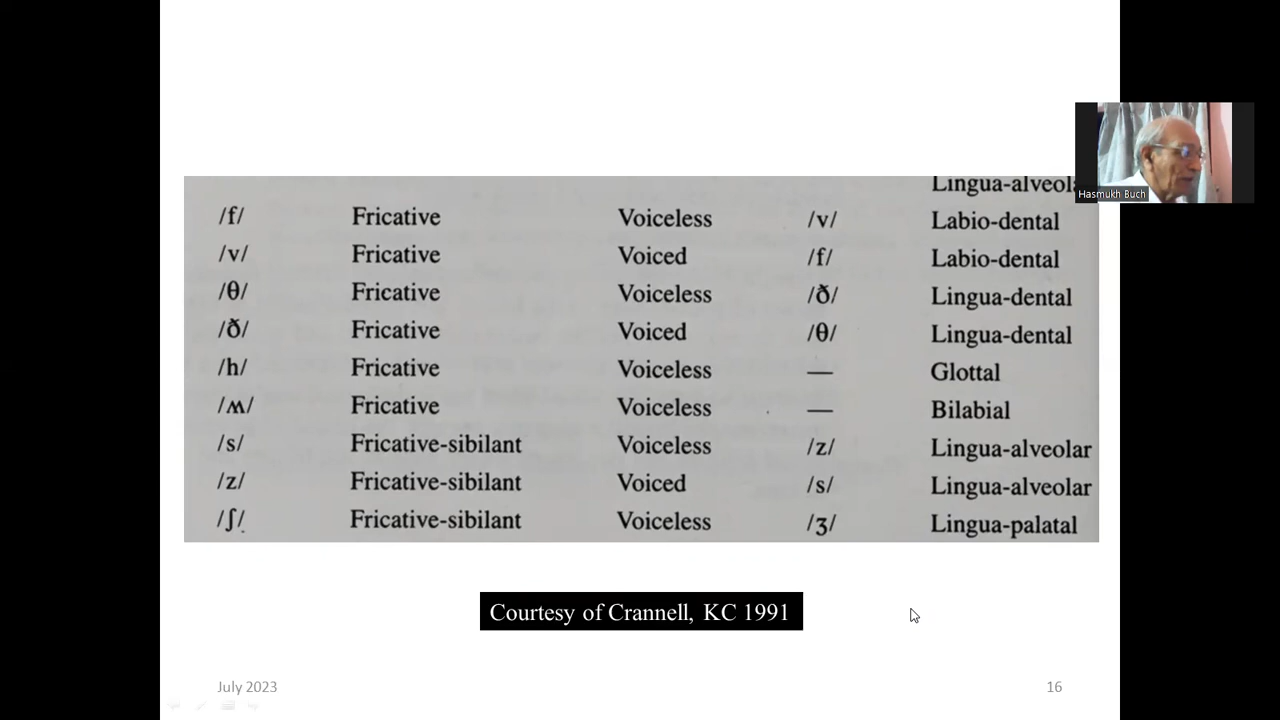 Lingua-alveolar
/f/ Fricative Voiceless /v/ Labio-dental
/v/ Fricative Voiced /f/ Labio-dental
/θ/ Fricative Voiceless /ð/ Lingua-dental
/ð/ Fricative Voiced /θ/ Lingua-dental
/h/ Fricative Voiceless — Glottal
/ʍ/ Fricative Voiceless — Bilabial
/s/ Fricative-sibilant Voiceless /z/ Lingua-alveolar
/z/ Fricative-sibilant Voiced /s/ Lingua-alveolar
/ʃ/ Fricative-sibilant Voiceless /ʒ/ Lingua-palatal
Hasmukh Buch
Courtesy of Crannell, KC 1991
July 2023 16